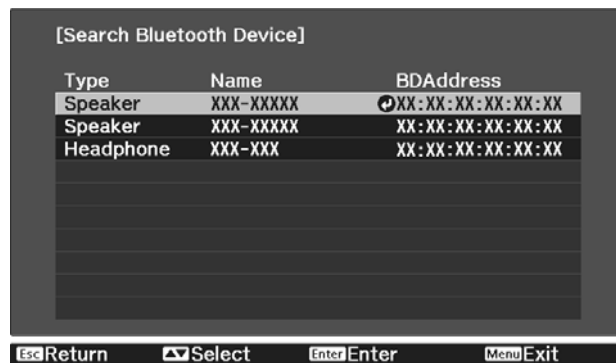 [Search Bluetooth Device]
Type Name BDAddress
Speaker XXX-XXXXX XX:XX:XX:XX:XX:XX
Speaker XXX-XXXXX XX:XX:XX:XX:XX:XX
Headphone XXX-XXX XX:XX:XX:XX:XX:XX
Esc Return Select Enter Enter Menu Exit